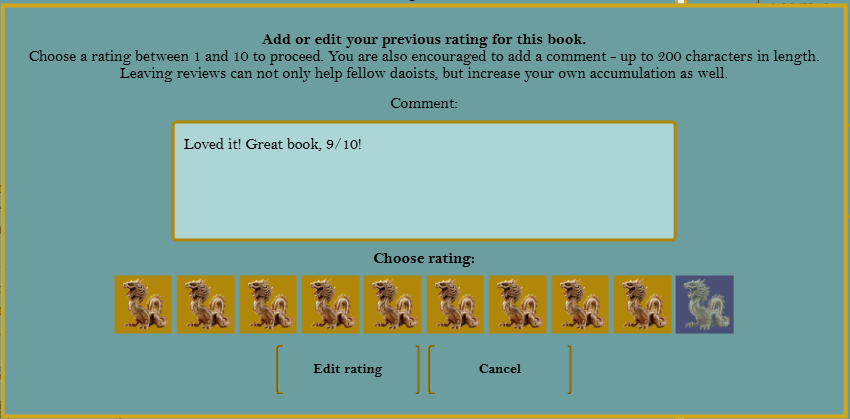 Add or edit your previous rating for this book.
Choose a rating between 1 and 10 to proceed. You are also encouraged to add a comment - up to 200 characters in length.
Leaving reviews can not only help fellow daoists, but increase your own accumulation as well.
Comment:
Loved it! Great book, 9/10!
Choose rating:
Edit rating
Cancel